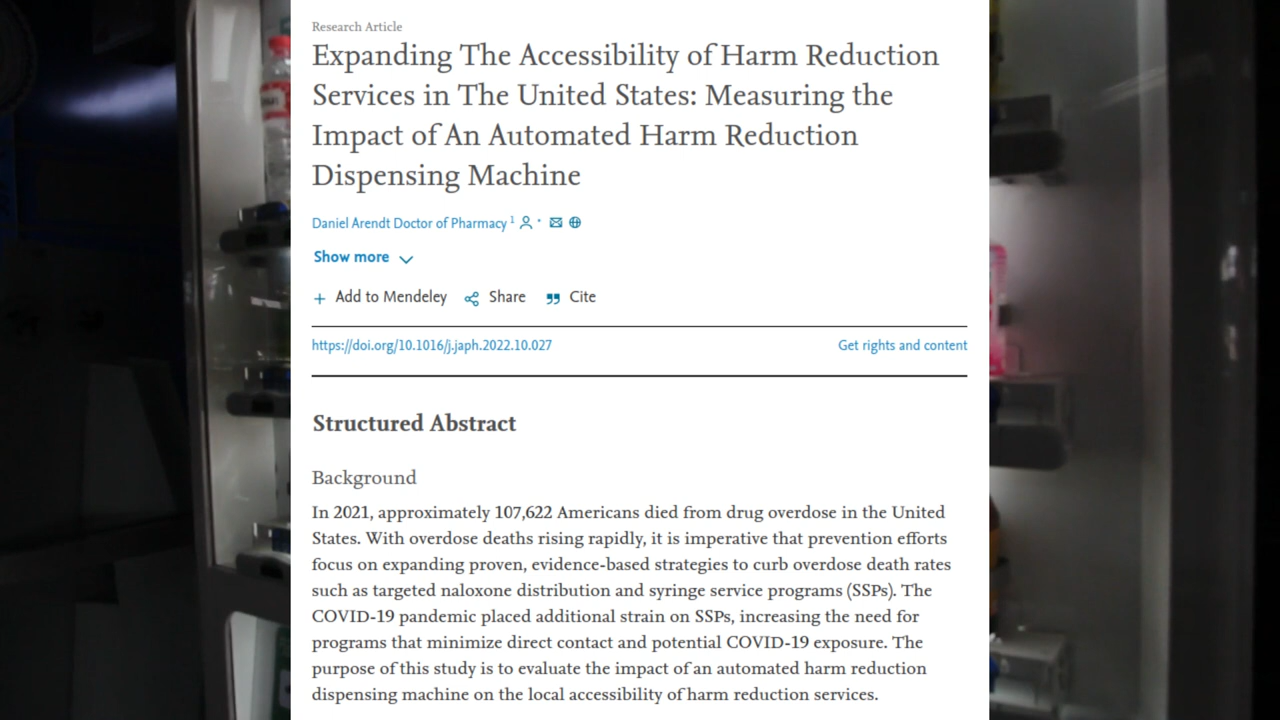 Research Article
Expanding The Accessibility of Harm Reduction
Services in The United States: Measuring the
Impact of An Automated Harm Reduction
Dispensing Machine
Daniel Arendt Doctor of Pharmacy 1 *
Show more
+ Add to Mendeley Share Cite
https://doi.org/10.1016/j.japh.2022.10.027 Get rights and content
Structured Abstract
Background
In 2021, approximately 107,622 Americans died from drug overdose in the United
States. With overdose deaths rising rapidly, it is imperative that prevention efforts
focus on expanding proven, evidence-based strategies to curb overdose death rates
such as targeted naloxone distribution and syringe service programs (SSPs). The
COVID-19 pandemic placed additional strain on SSPs, increasing the need for
programs that minimize direct contact and potential COVID-19 exposure. The
purpose of this study is to evaluate the impact of an automated harm reduction
dispensing machine on the local accessibility of harm reduction services.